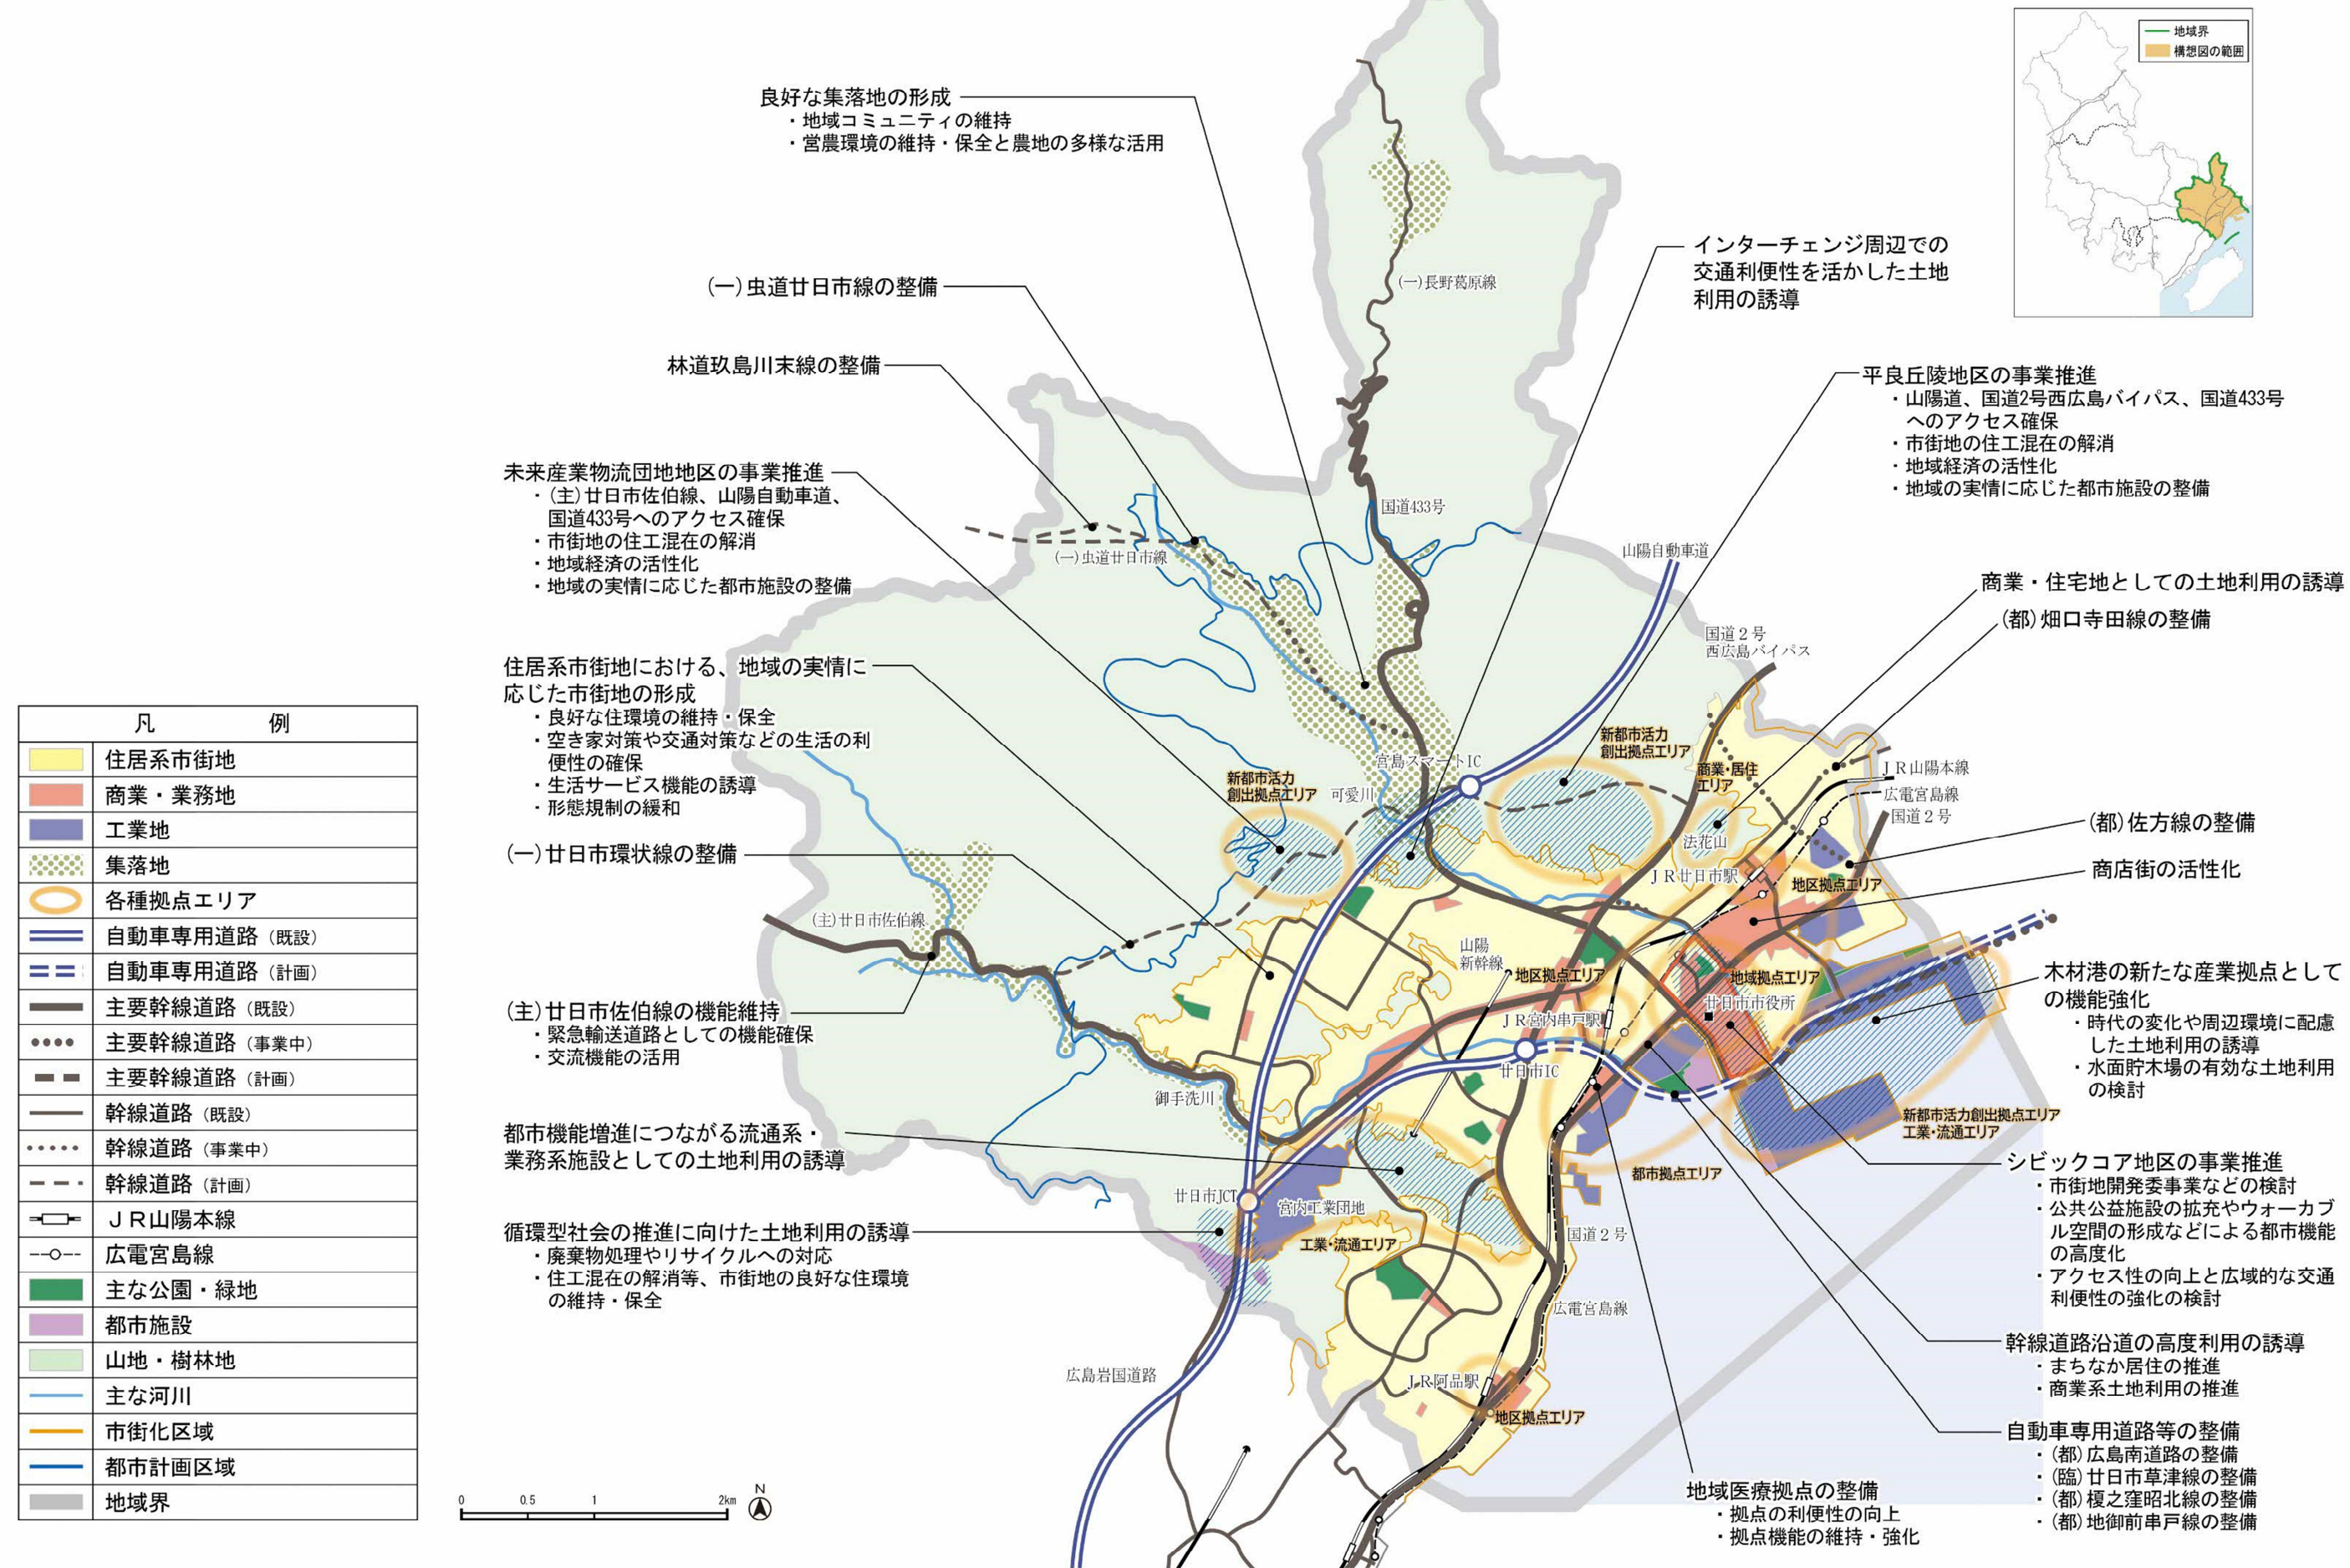 地域界
構想図の範囲
良好な集落地の形成
・地域コミュニティの維持
・営農環境の維持・保全と農地の多様な活用
(一)虫道廿日市線の整備
林道玖島川末線の整備
未来産業物流団地地区の事業推進
・(主)廿日市佐伯線、山陽自動車道、
国道433号へのアクセス確保
・市街地の住工混在の解消
・地域経済の活性化
・地域の実情に応じた都市施設の整備
住居系市街地における、地域の実情に
応じた市街地の形成
・良好な住環境の維持・保全
・空き家対策や交通対策などの生活の利
便性の確保
・生活サービス機能の誘導
・形態規制の緩和
(一)廿日市環状線の整備
(主)廿日市佐伯線の機能維持
・緊急輸送道路としての機能確保
・交流機能の活用
都市機能増進につながる流通系・
業務系施設としての土地利用の誘導
循環型社会の推進に向けた土地利用の誘導
・廃棄物処理やリサイクルへの対応
・住工混在の解消等、市街地の良好な住環境
の維持・保全
インターチェンジ周辺での
交通利便性を活かした土地
利用の誘導
平良丘陵地区の事業推進
・山陽道、国道2号西広島バイパス、国道433号
へのアクセス確保
・市街地の住工混在の解消
・地域経済の活性化
・地域の実情に応じた都市施設の整備
商業・住宅地としての土地利用の誘導
(都)畑口寺田線の整備
(都)佐方線の整備
商店街の活性化
木材港の新たな産業拠点として
の機能強化
・時代の変化や周辺環境に配慮
した土地利用の誘導
・水面貯木場の有効な土地利用
の検討
シビックコア地区の事業推進
・市街地開発委事業などの検討
・公共公益施設の拡充やウォーカブ
ル空間の形成などによる都市機能
の高度化
・アクセス性の向上と広域的な交通
利便性の強化の検討
幹線道路沿道の高度利用の誘導
・まちなか居住の推進
・商業系土地利用の推進
自動車専用道路等の整備
・(都)広島南道路の整備
・(臨)廿日市草津線の整備
・(都)榎之窪昭北線の整備
・(都)地御前串戸線の整備
地域医療拠点の整備
・拠点の利便性の向上
・拠点機能の維持・強化
(一)長野葛原線
国道433号
(一)虫道廿日市線
山陽自動車道
国道２号
西広島バイパス
新都市活力
創出拠点エリア
宮島スマートIC
新都市活力
創出拠点エリア
可愛川
商業・居住
エリア
ＪＲ山陽本線
広電宮島線
国道２号
法花山
ＪＲ廿日市駅
地区拠点エリア
(主)廿日市佐伯線
山陽
新幹線
地区拠点エリア
地域拠点エリア
廿日市市役所
ＪＲ宮内串戸駅
廿日市IC
御手洗川
新都市活力創出拠点エリア
工業・流通エリア
都市拠点エリア
廿日市JCT
宮内工業団地
工業・流通エリア
国道２号
広電宮島線
広島岩国道路
ＪＲ阿品駅
地区拠点エリア
凡例
住居系市街地
商業・業務地
工業地
集落地
各種拠点エリア
自動車専用道路（既設）
自動車専用道路（計画）
主要幹線道路（既設）
主要幹線道路（事業中）
主要幹線道路（計画）
幹線道路（既設）
幹線道路（事業中）
幹線道路（計画）
ＪＲ山陽本線
広電宮島線
主な公園・緑地
都市施設
山地・樹林地
主な河川
市街化区域
都市計画区域
地域界
0 0.5 1 2km
N